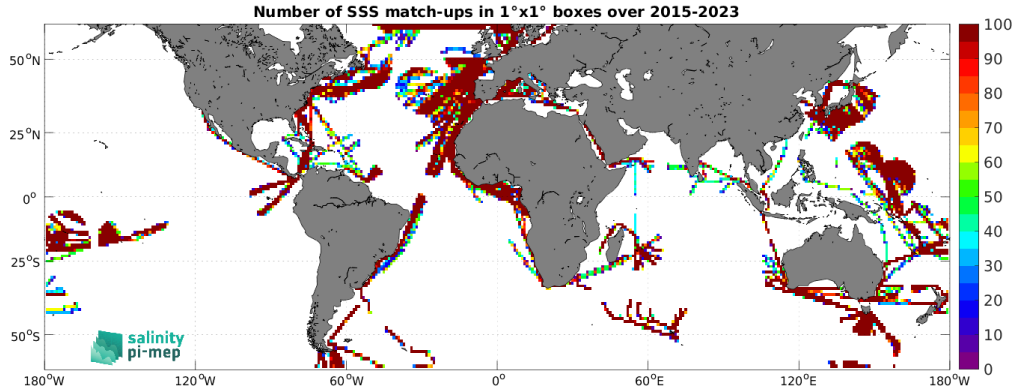 Number of SSS match-ups in 1°x1° boxes over 2015-2023
50°N
25°N
0°
25°S
50°S
180°W
120°W
60°W
0°
60°E
120°E
180°W
100
90
80
70
60
50
40
30
20
10
0
salinity
pi-mep